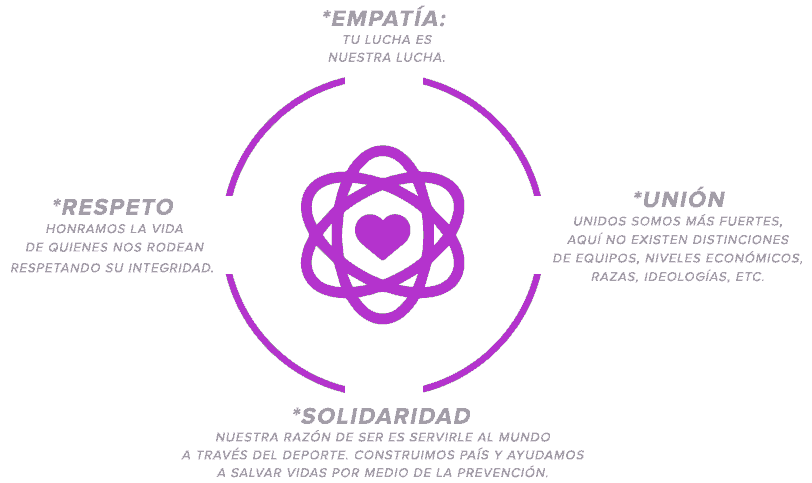 *EMPATÍA:
TU LUCHA ES
NUESTRA LUCHA.
*RESPETO
HONRAMOS LA VIDA
DE QUIENES NOS RODEAN
RESPETANDO SU INTEGRIDAD.
*UNIÓN
UNIDOS SOMOS MÁS FUERTES,
AQUÍ NO EXISTEN DISTINCIONES
DE EQUIPOS, NIVELES ECONÓMICOS,
RAZAS, IDEOLOGÍAS, ETC.
*SOLIDARIDAD
NUESTRA RAZÓN DE SER ES SERVIRLE AL MUNDO
A TRAVÉS DEL DEPORTE. CONSTRUIMOS PAÍS Y AYUDAMOS
A SALVAR VIDAS POR MEDIO DE LA PREVENCIÓN.